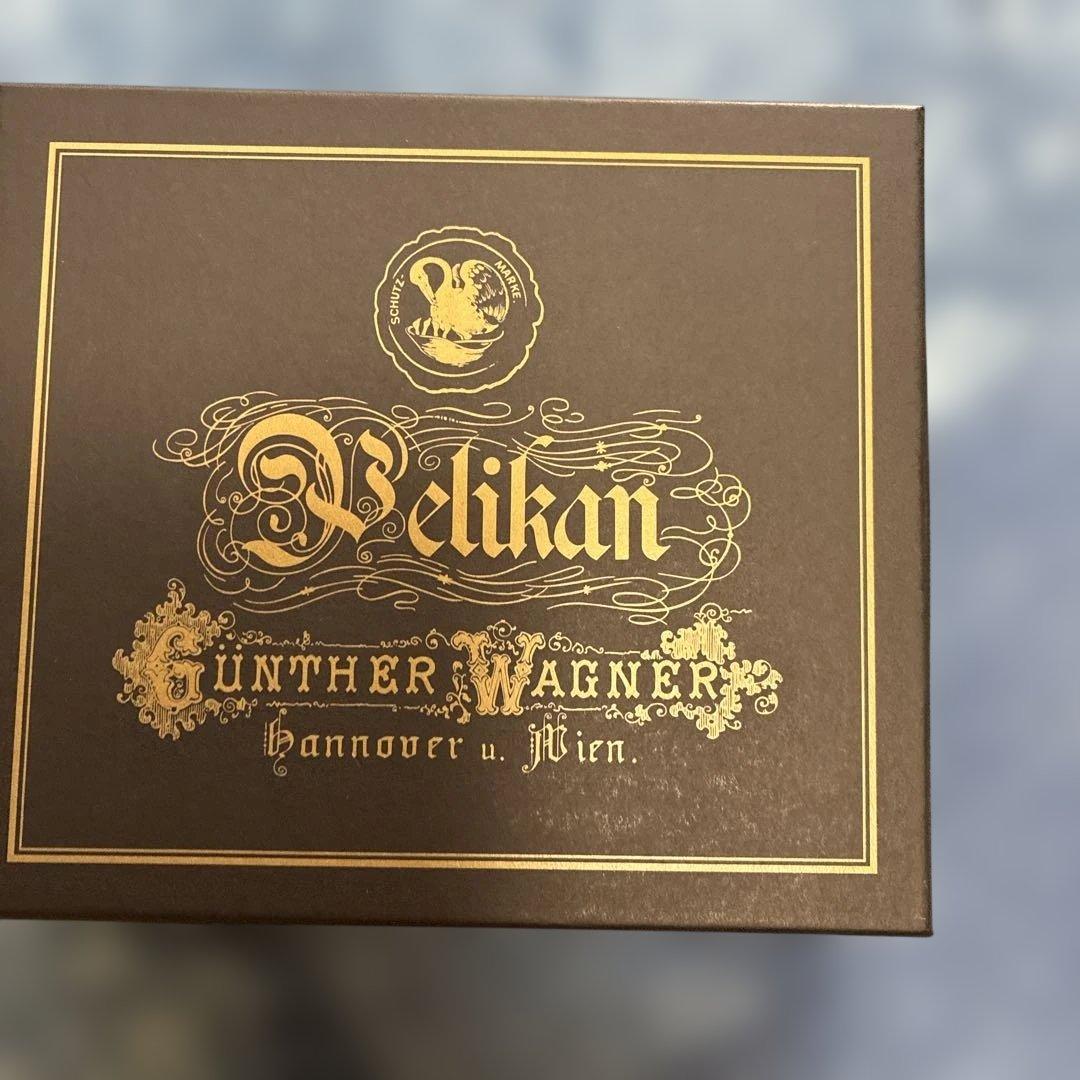 SCHUTZ- MARKE
Pelikan
GÜNTHER WAGNER
Hannover u. Wien.